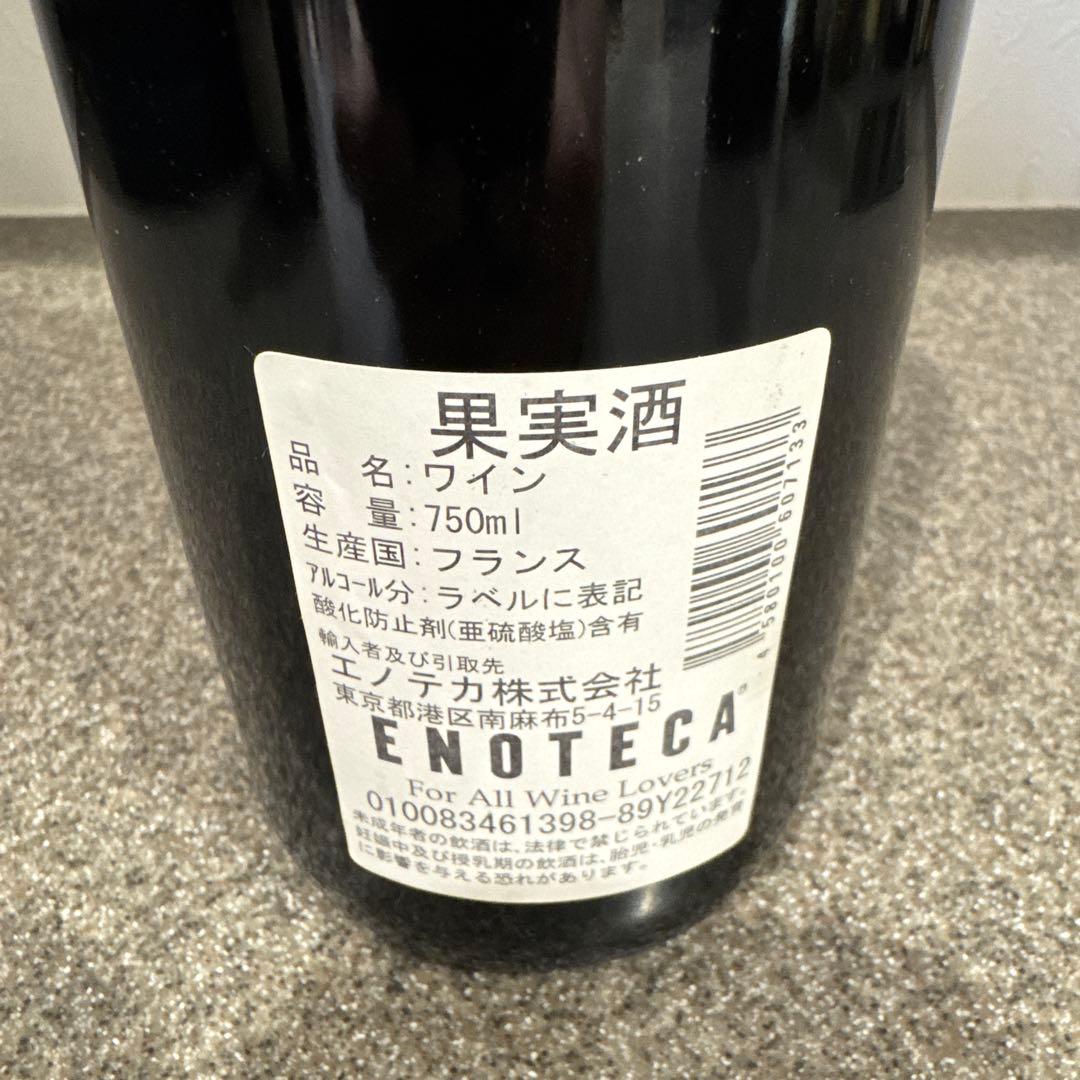 果実酒
品 名:ワイン
容 量:750ml
生産国:フランス
アルコール分:ラベルに表記
酸化防止剤(亜硫酸塩)含有
輸入者及び引取先
エノテカ株式会社
東京都港区南麻布5-4-15
ENOTECA®
For All Wine Lovers
010083461398-89Y22712
未成年者の飲酒は、法律で禁じられています。
妊娠中及び授乳期の飲酒は、胎児・乳児の発育
に影響を与える恐れがあります。
4 580100 607133